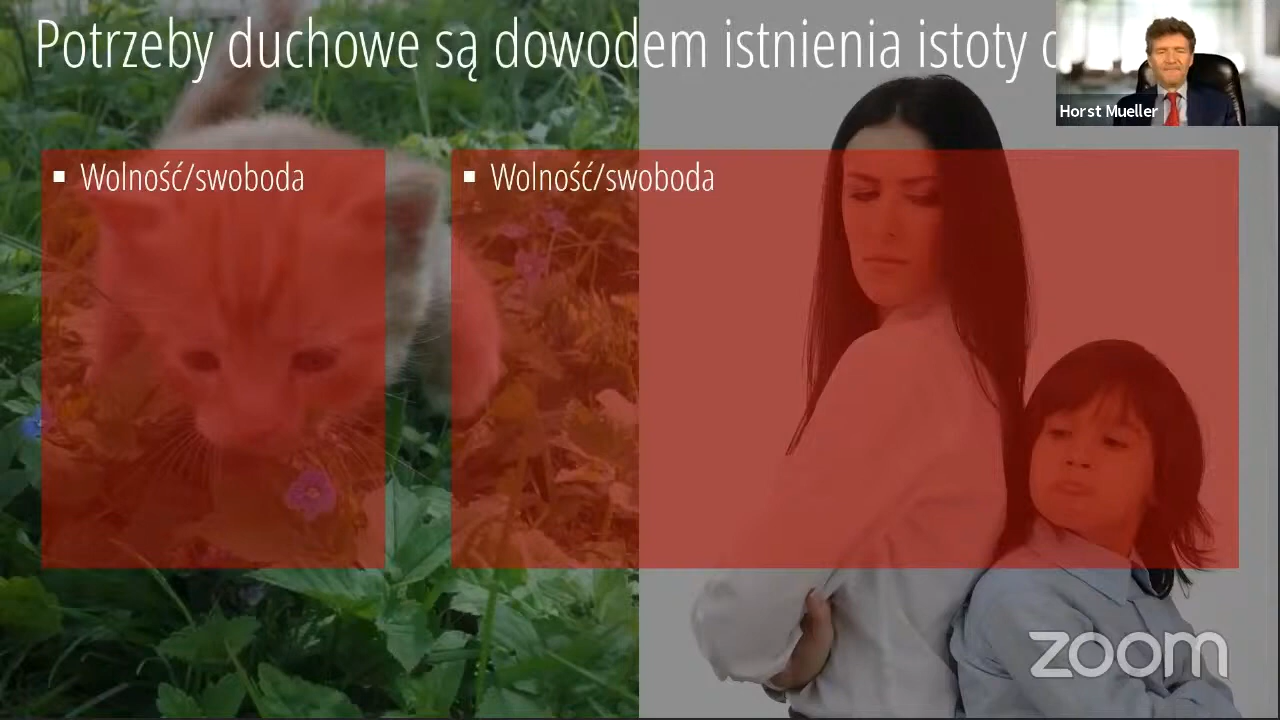 Potrzeby duchowe są dowodem istnienia istoty
Horst Mueller
▪ Wolność/swoboda
▪ Wolność/swoboda
zoom